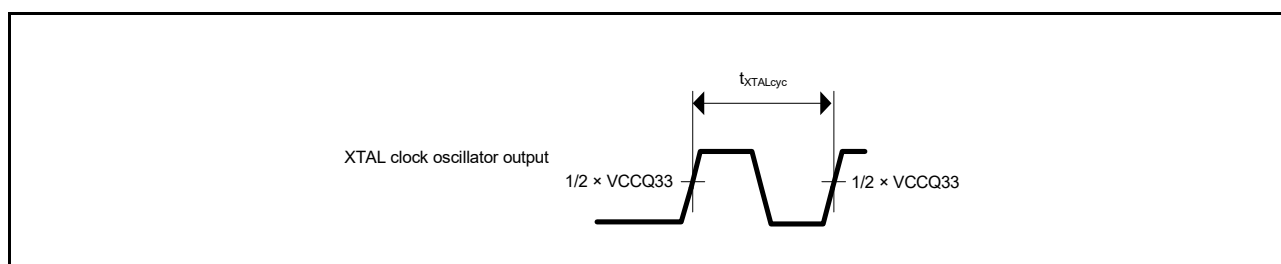 tXTALcyc
XTAL clock oscillator output
1/2 × VCCQ33
1/2 × VCCQ33